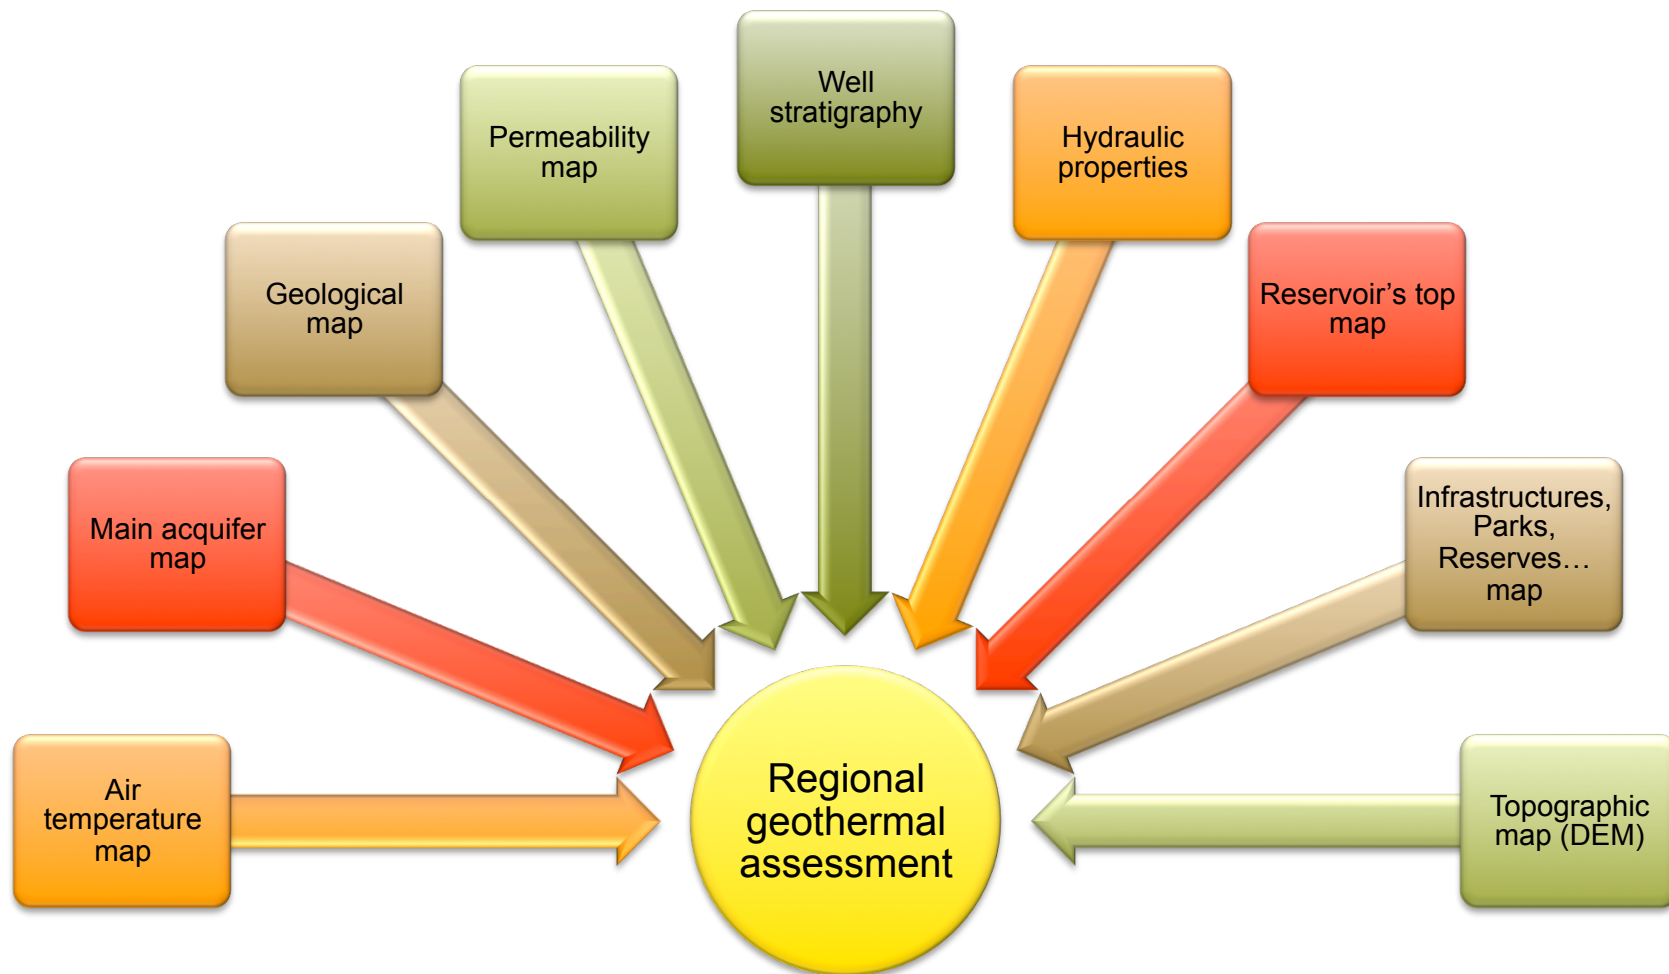 Well
stratigraphy
Permeability
map
Hydraulic
properties
Geological
map
Reservoir’s top
map
Main acquifer
map
Infrastructures,
Parks,
Reserves…
map
Air
temperature
map
Regional
geothermal
assessment
Topographic
map (DEM)